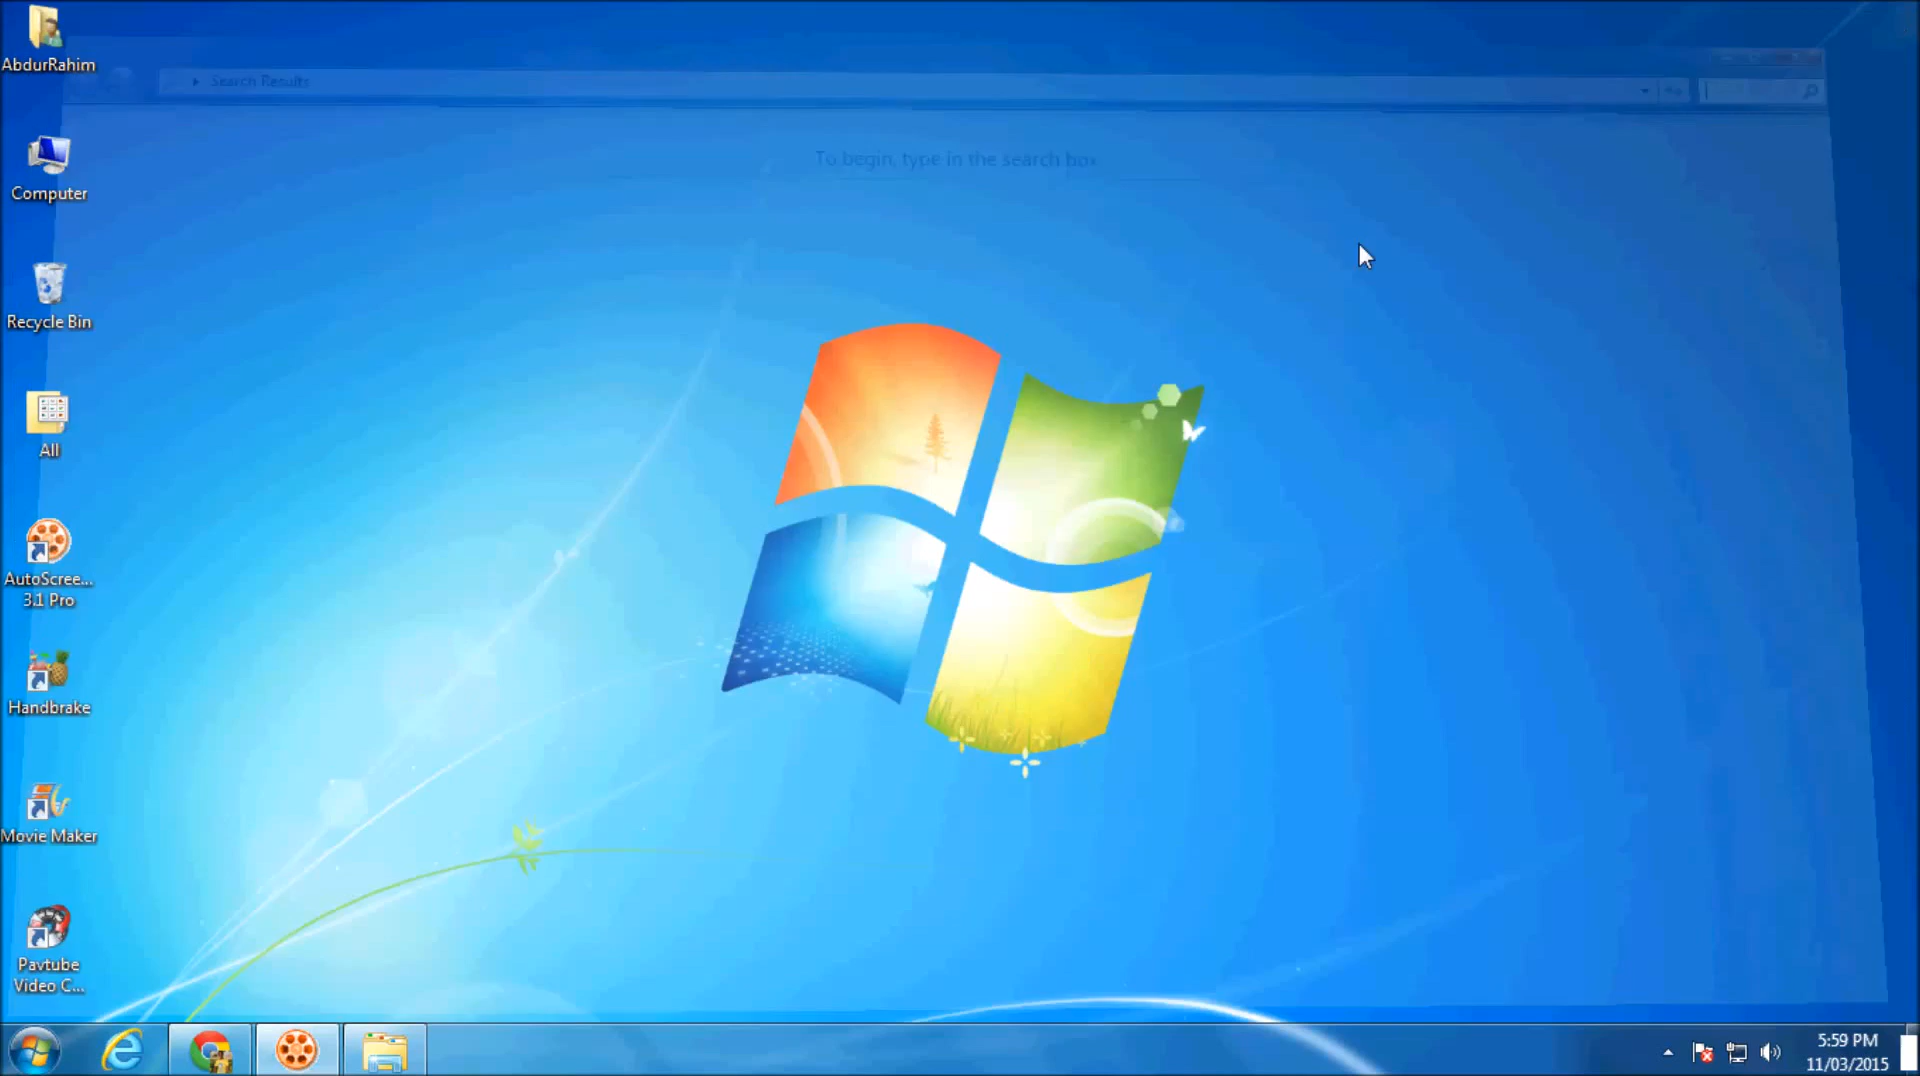 AbdurRahim
Search Results
To begin, type in the search box
Computer
Recycle Bin
All
AutoScree...
3.1 Pro
Handbrake
Movie Maker
Pavtube
Video C...
5:59 PM
11/03/2015